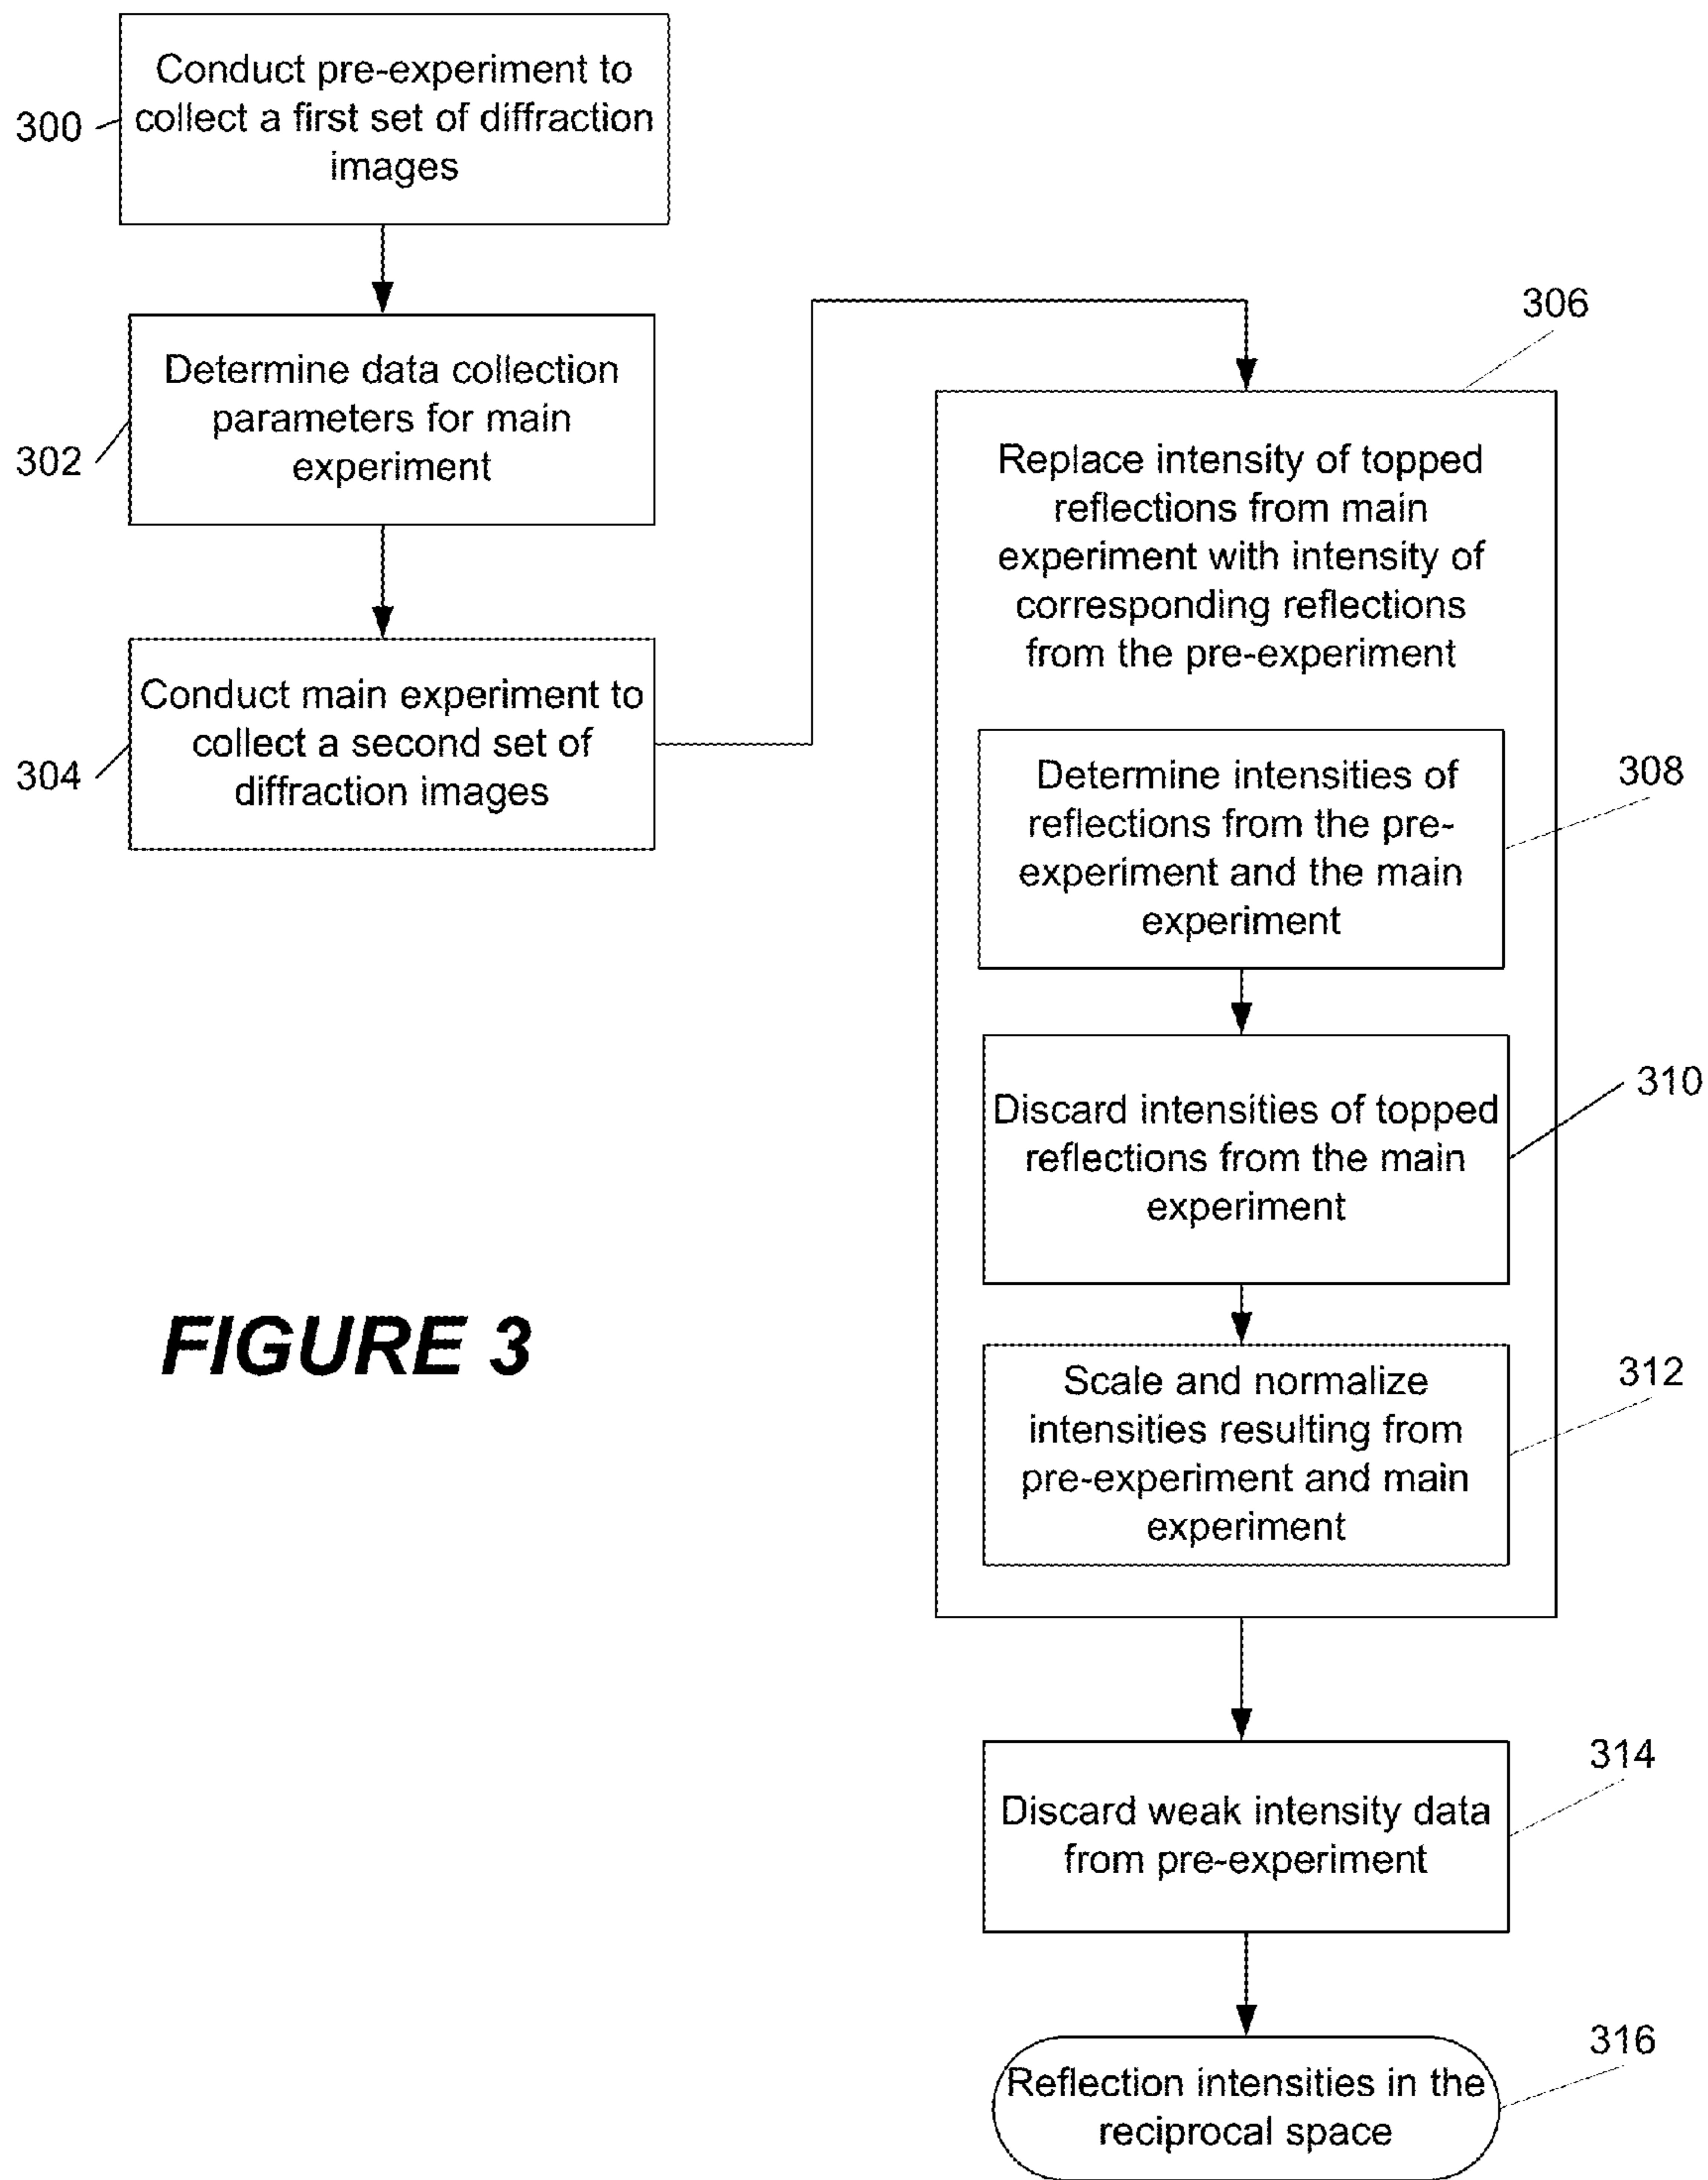 300
Conduct pre-experiment to
collect a first set of diffraction
images
302
Determine data collection
parameters for main
experiment
304
Conduct main experiment to
collect a second set of
diffraction images
306
Replace intensity of topped
reflections from main
experiment with intensity of
corresponding reflections
from the pre-experiment
308
Determine intensities of
reflections from the pre-
experiment and the main
experiment
310
Discard intensities of topped
reflections from the main
experiment
312
Scale and normalize
intensities resulting from
pre-experiment and main
experiment
314
Discard weak intensity data
from pre-experiment
316
Reflection intensities in the
reciprocal space
FIGURE 3